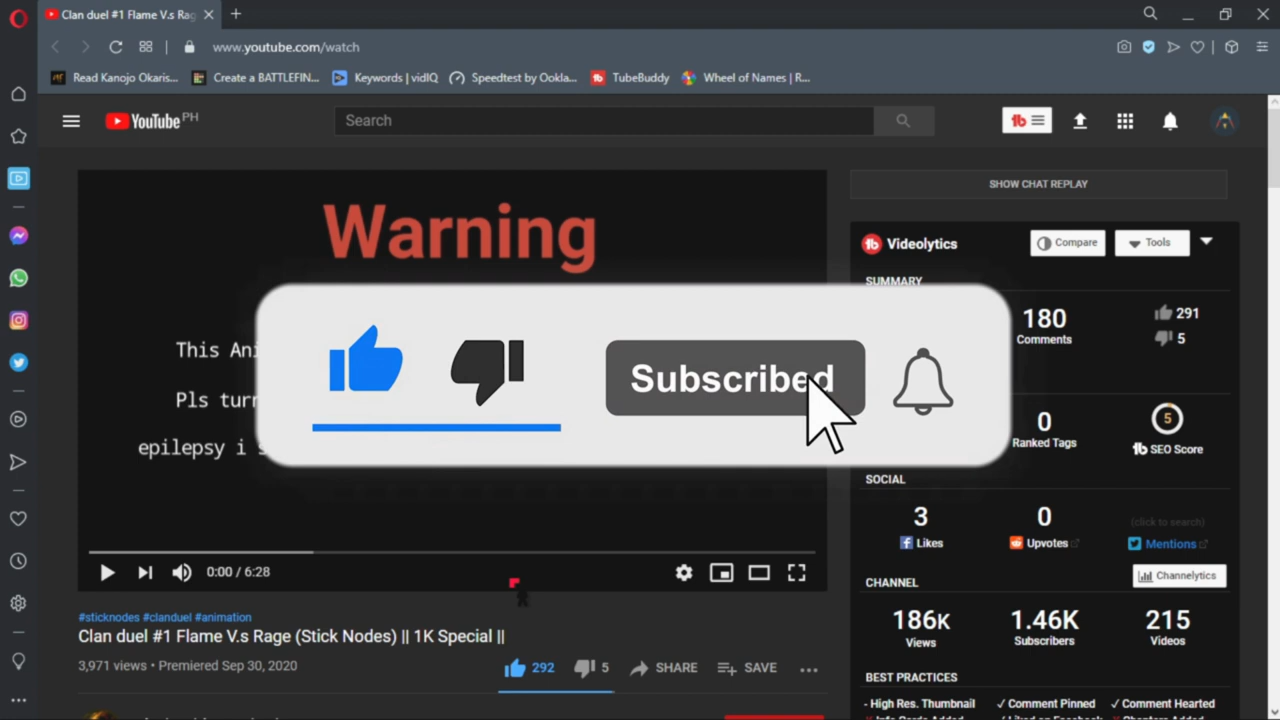 Clan duel #1 Flame V.s Rag
www.youtube.com/watch
Read Kanojo Okaris... Create a BATTLEFIN... Keywords | vidIQ Speedtest by Ookla... TubeBuddy Wheel of Names | R...
YouTube PH
Search
tb
SHOW CHAT REPLAY
Warning
This Ani
Pls turn
epilepsy i s
Subscribed
0:00 / 6:28
tb Videolytics
Compare
Tools
SUMMARY
180
Comments
291
5
0
Ranked Tags
5
tb SEO Score
SOCIAL
3
Likes
0
Upvotes
(click to search)
Mentions
CHANNEL
Channelytics
186K
Views
1.46K
Subscribers
215
Videos
BEST PRACTICES
- High Res. Thumbnail ✓ Comment Pinned ✓ Comment Hearted
#sticknodes #clanduel #animation
Clan duel #1 Flame V.s Rage (Stick Nodes) || 1K Special ||
3,971 views • Premiered Sep 30, 2020
292 5 SHARE SAVE